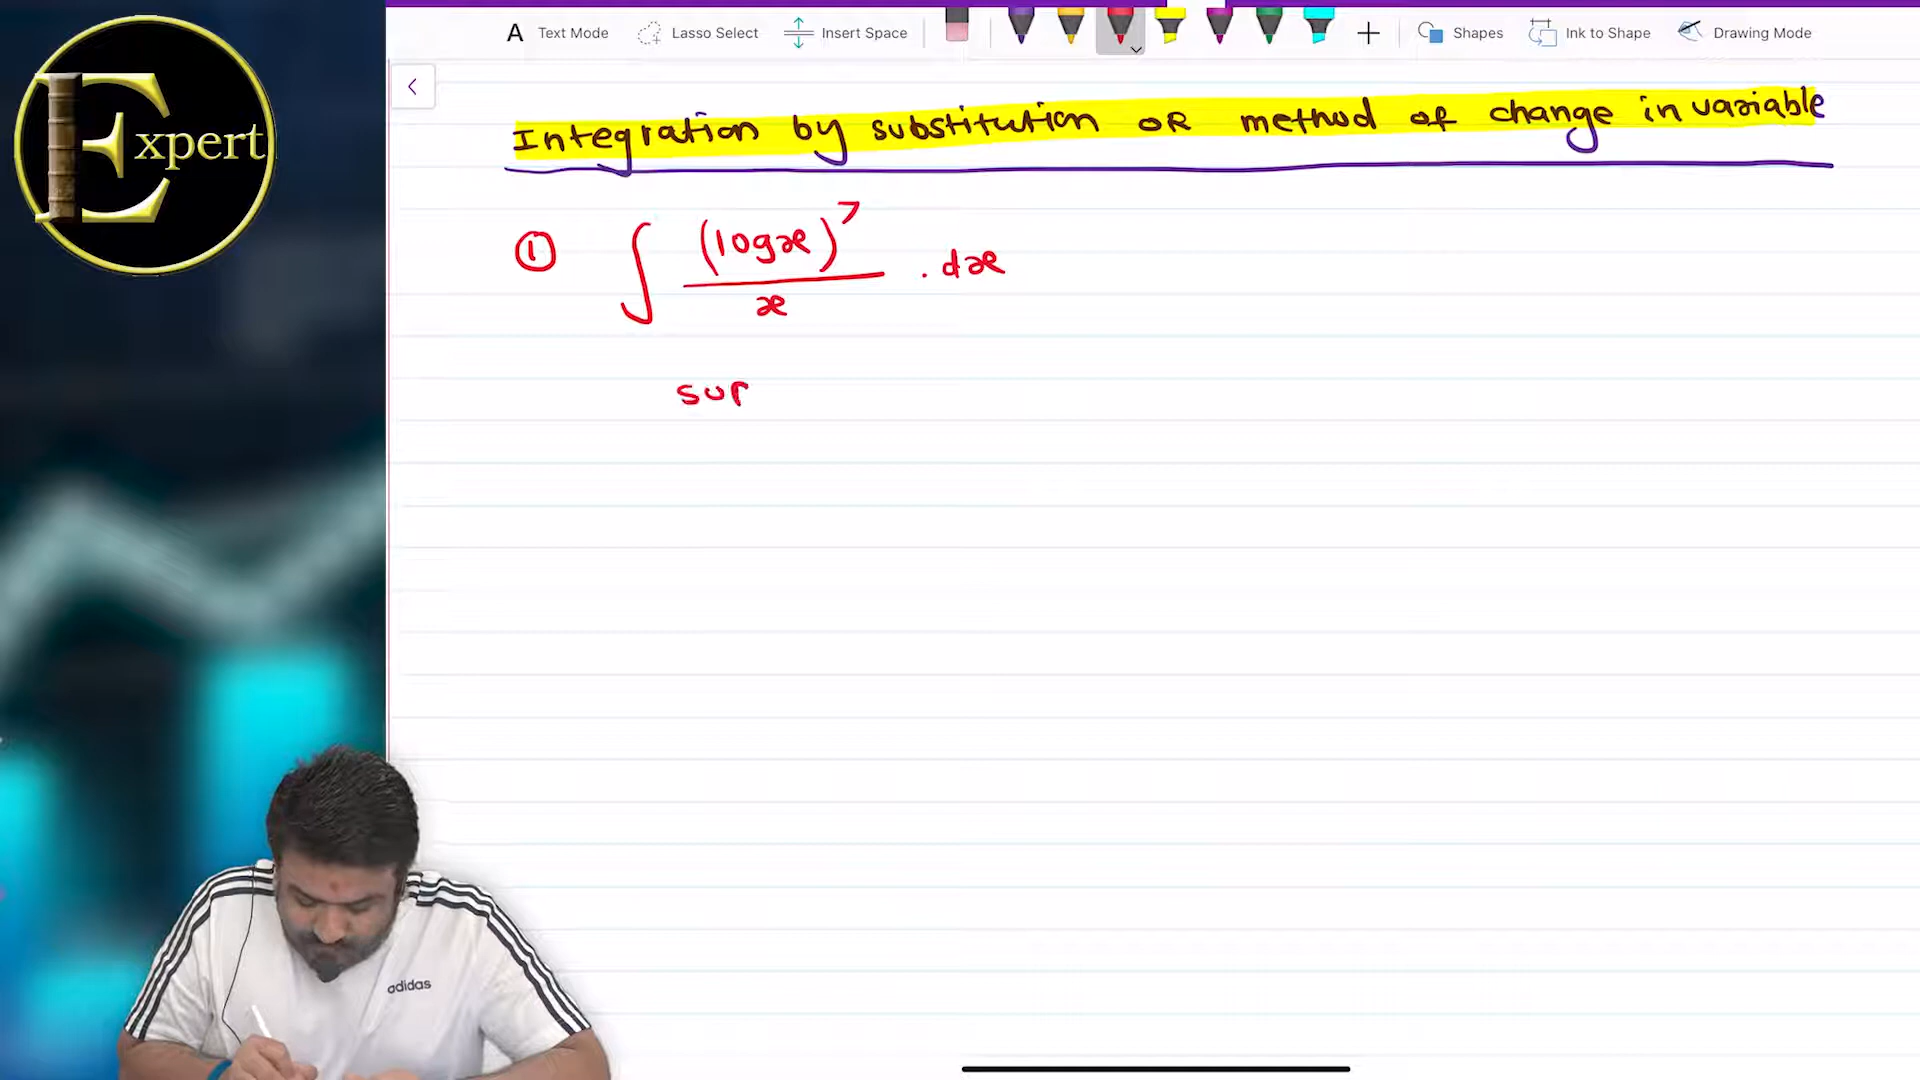 Expert
A Text Mode Lasso Select Insert Space Shapes Ink to Shape Drawing Mode
Integration by substitution OR method of change in variable
① ∫ (logx)^7 / x . dx
sup
adidas